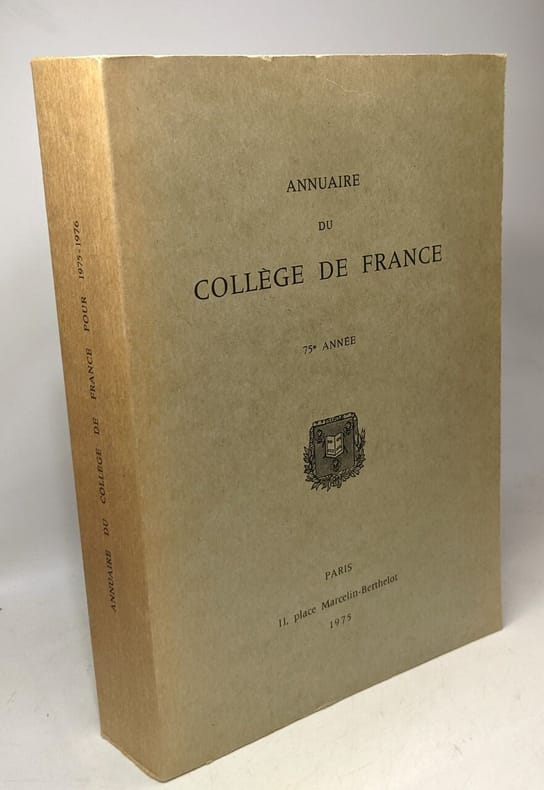 ANNUAIRE DU COLLÈGE DE FRANCE POUR 1975-1976
ANNUAIRE
DU
COLLÈGE DE FRANCE
75e ANNÉE
PARIS
11, place Marcelin-Berthelot
1975